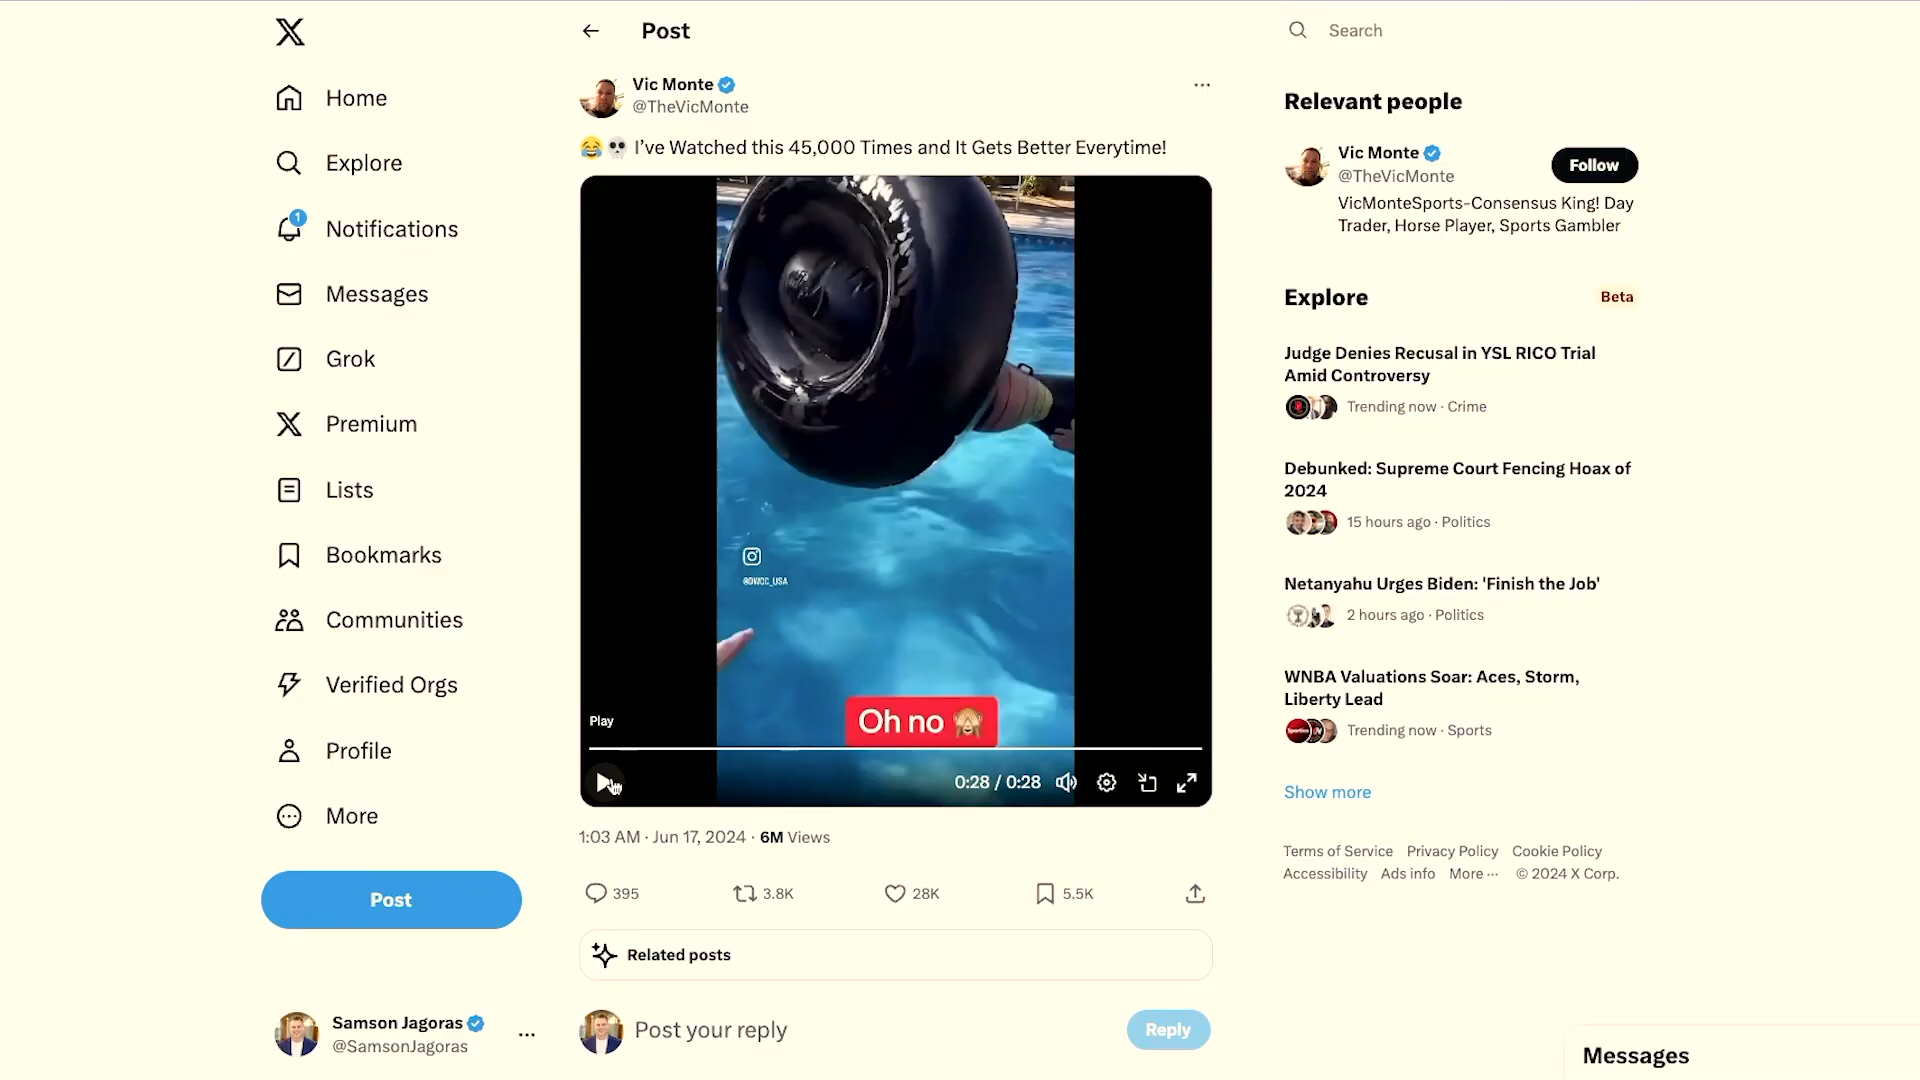 Home
Explore
1
Notifications
Messages
Grok
Premium
Lists
Bookmarks
Communities
Verified Orgs
Profile
More
Post
Samson Jagoras
@SamsonJagoras
Post
Vic Monte
@TheVicMonte
😂💀 I’ve Watched this 45,000 Times and It Gets Better Everytime!
@DWCC_USA
Oh no 🙈
Play
0:28 / 0:28
1:03 AM · Jun 17, 2024 · 6M Views
395
3.8K
28K
5.5K
Related posts
Post your reply
Reply
Search
Relevant people
Vic Monte
@TheVicMonte
Follow
VicMonteSports-Consensus King! Day
Trader, Horse Player, Sports Gambler
Explore
Beta
Judge Denies Recusal in YSL RICO Trial
Amid Controversy
Trending now · Crime
Debunked: Supreme Court Fencing Hoax of
2024
15 hours ago · Politics
Netanyahu Urges Biden: 'Finish the Job'
2 hours ago · Politics
WNBA Valuations Soar: Aces, Storm,
Liberty Lead
Trending now · Sports
Show more
Terms of Service Privacy Policy Cookie Policy
Accessibility Ads info More ··· © 2024 X Corp.
Messages